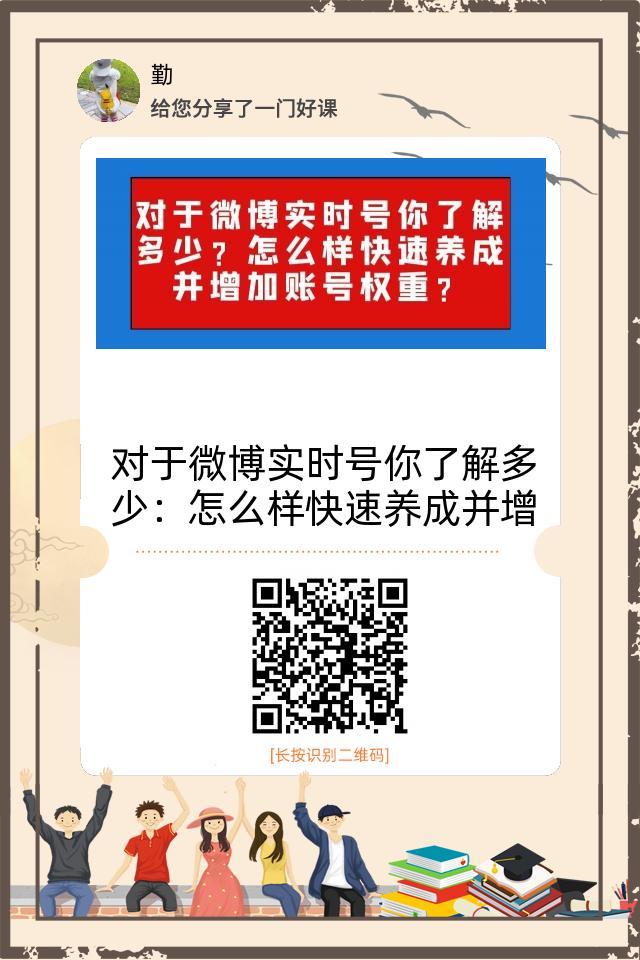 勤
给您分享了一门好课
对于微博实时号你了解
多少？怎么样快速养成
并增加账号权重？
对于微博实时号你了解多
少：怎么样快速养成并增
[长按识别二维码]